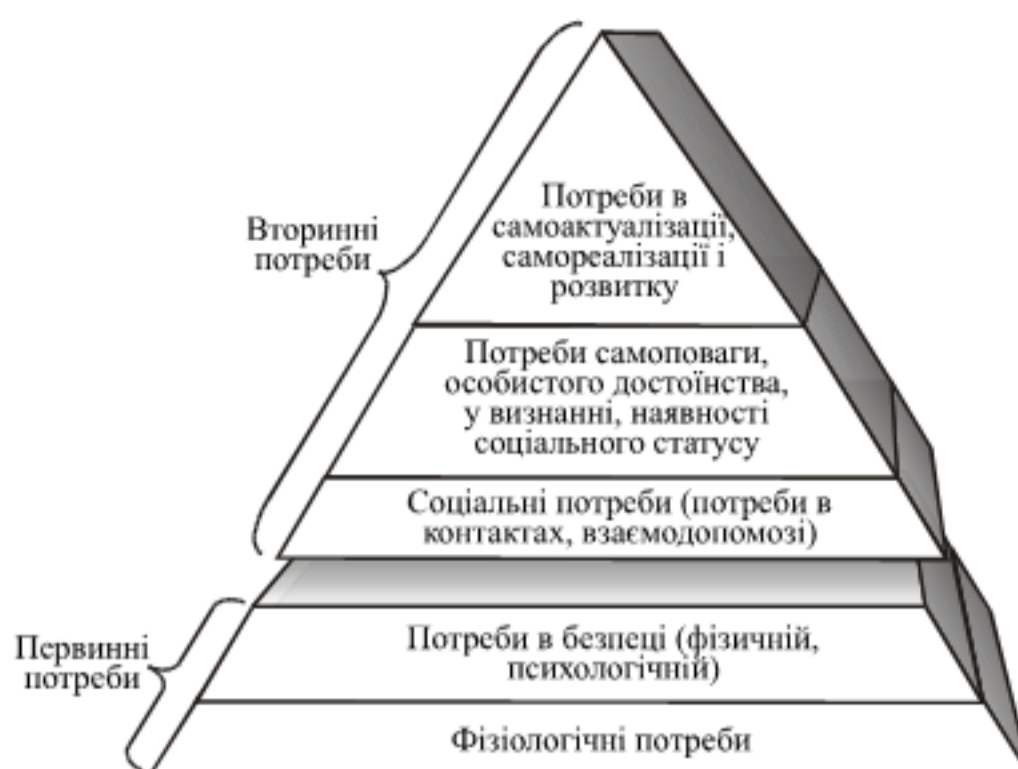 Потреби в
самоактуалізації,
самореалізації і
розвитку
Вторинні
потреби
Потреби самоповаги,
особистого достоїнства,
у визнанні, наявності
соціального статусу
Соціальні потреби (потреби в
контактах, взаємодопомозі)
Первинні
потреби
Потреби в безпеці (фізичній,
психологічній)
Фізіологічні потреби